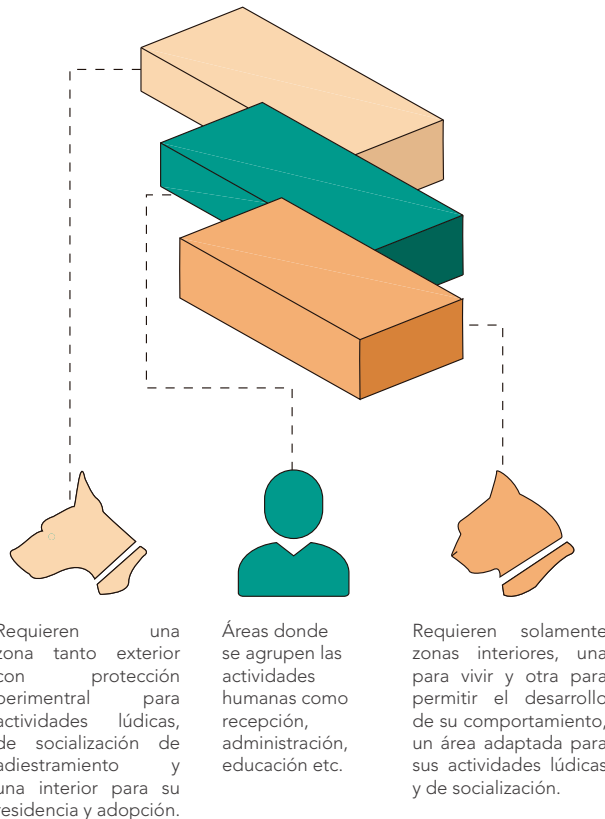 Requieren una
zona tanto exterior
con protección
perimentral para
actividades lúdicas,
de socialización de
adiestramiento y
una interior para su
residencia y adopción.
Áreas donde
se agrupen las
actividades
humanas como
recepción,
administración,
educación etc.
Requieren solamente
zonas interiores, una
para vivir y otra para
permitir el desarrollo
de su comportamiento,
un área adaptada para
sus actividades lúdicas
y de socialización.